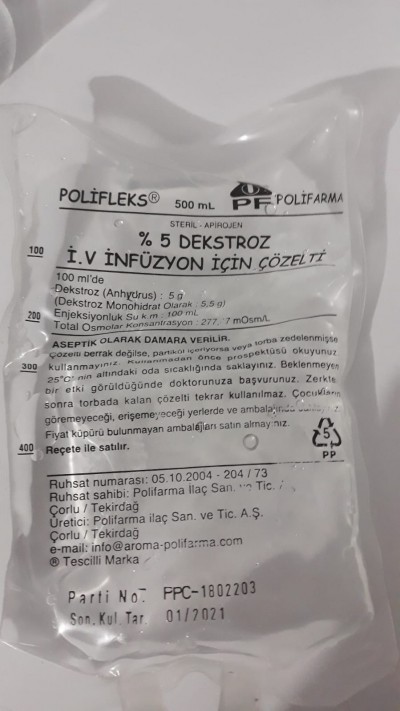 POLİFLEKS® 500 mL PF POLİFARMA
STERİL - APİROJEN
% 5 DEKSTROZ
100
İ.V İNFÜZYON İÇİN ÇÖZELTİ
100 ml'de
Dekstroz (Anhidrus) : 5 g
(Dekstroz Monohidrat Olarak : 5,5 g)
200 Enjeksiyonluk Su k.m : 100 mL
Total Osmolar Konsantrasyon : 277, 7 mOsm/L
ASEPTİK OLARAK DAMARA VERİLİR.
Çözelti berrak değilse, partikül içeriyorsa veya torba zedelenmişse
300 kullanmayınız. Kullanmadan önce prospektüsü okuyunuz.
25°C' nin altındaki oda sıcaklığında saklayınız. Beklenmeyen
bir etki görüldüğünde doktorunuza başvurunuz. Zerkten
sonra torbada kalan çözelti tekrar kullanılmaz. Çocukların
göremeyeceği, erişemeyeceği yerlerde ve ambalajında
Fiyat küpürü bulunmayan ambalajları satın almayınız.
400 Reçete ile satılır.
5
PP
Ruhsat numarası: 05.10.2004 - 204 / 73
Ruhsat sahibi: Polifarma İlaç San. Tic.
Çorlu / Tekirdağ
Üretici: Polifarma ilaç San. ve Tic. A.Ş.
Çorlu / Tekirdağ
e-mail: info@aroma-polifarma.com
® Tescilli Marka
Parti No: PPC-1802203
Son. Kul. Tar. 01/2021